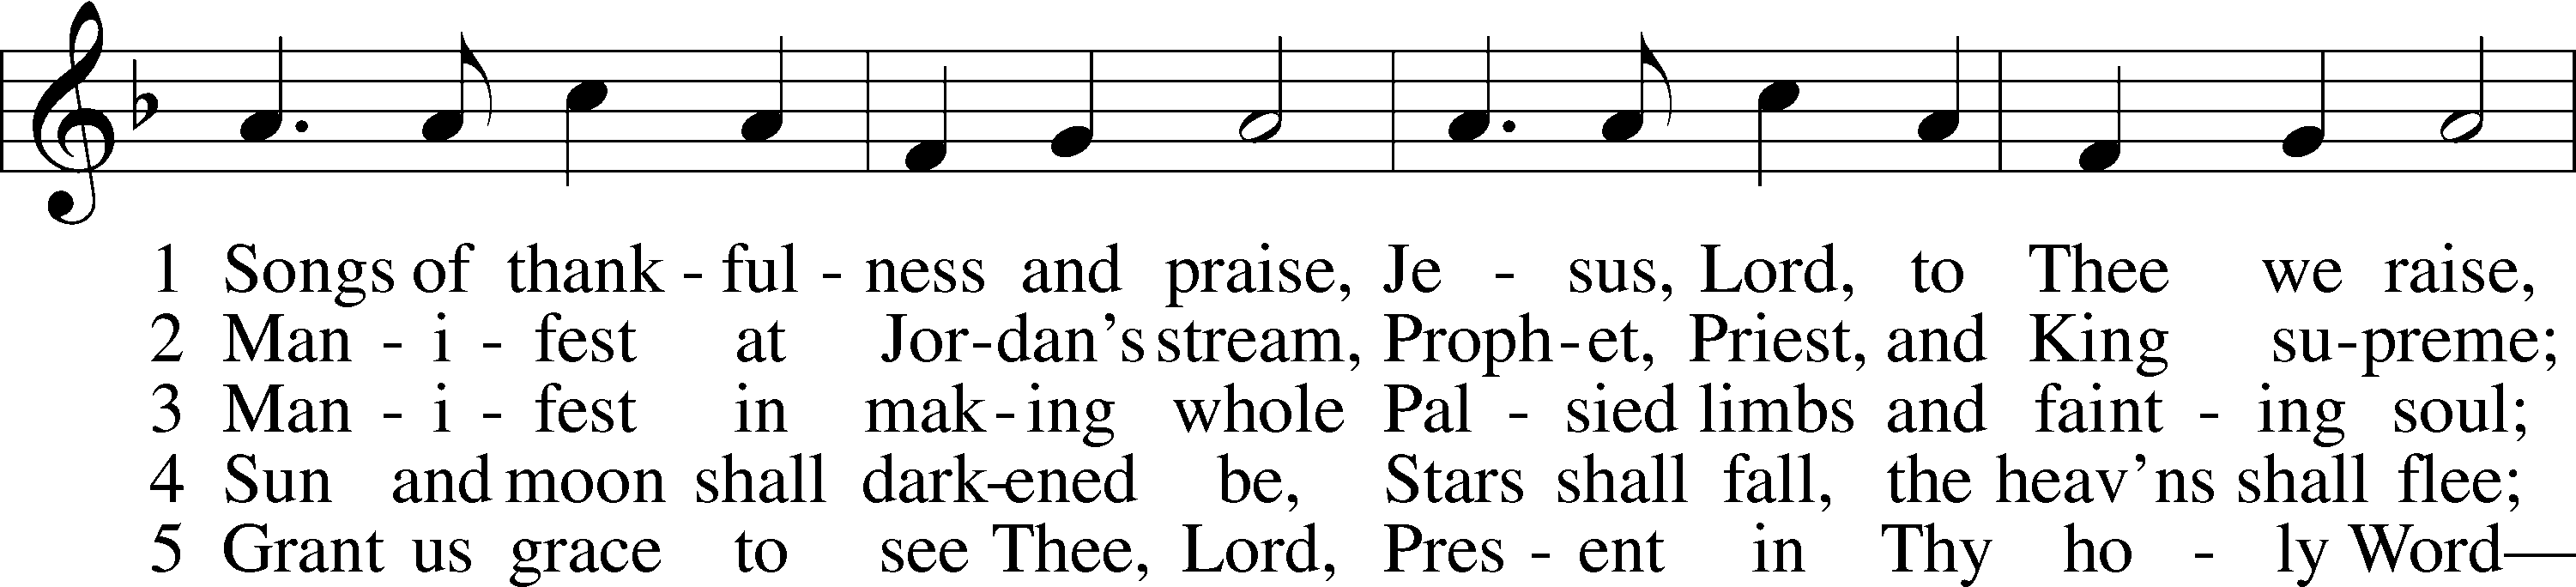 1 Songs of thank - ful - ness and praise, Je - sus, Lord, to Thee we raise,
2 Man - i - fest at Jor-dan's stream, Proph-et, Priest, and King su-preme;
3 Man - i - fest in mak-ing whole Pal - sied limbs and faint - ing soul;
4 Sun and moon shall dark-ened be, Stars shall fall, the heav'ns shall flee;
5 Grant us grace to see Thee, Lord, Pres - ent in Thy ho - ly Word—